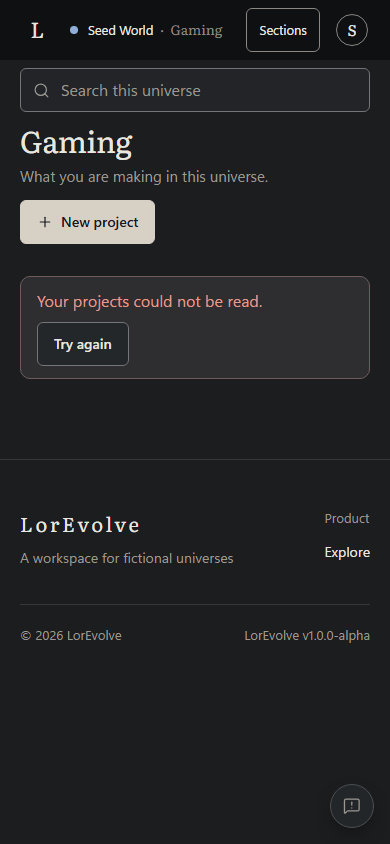 L Seed World · Gaming Sections S
Search this universe
Gaming
What you are making in this universe.
+ New project
Your projects could not be read.
Try again
LorEvolve
Product
A workspace for fictional universes
Explore
© 2026 LorEvolve
LorEvolve v1.0.0-alpha